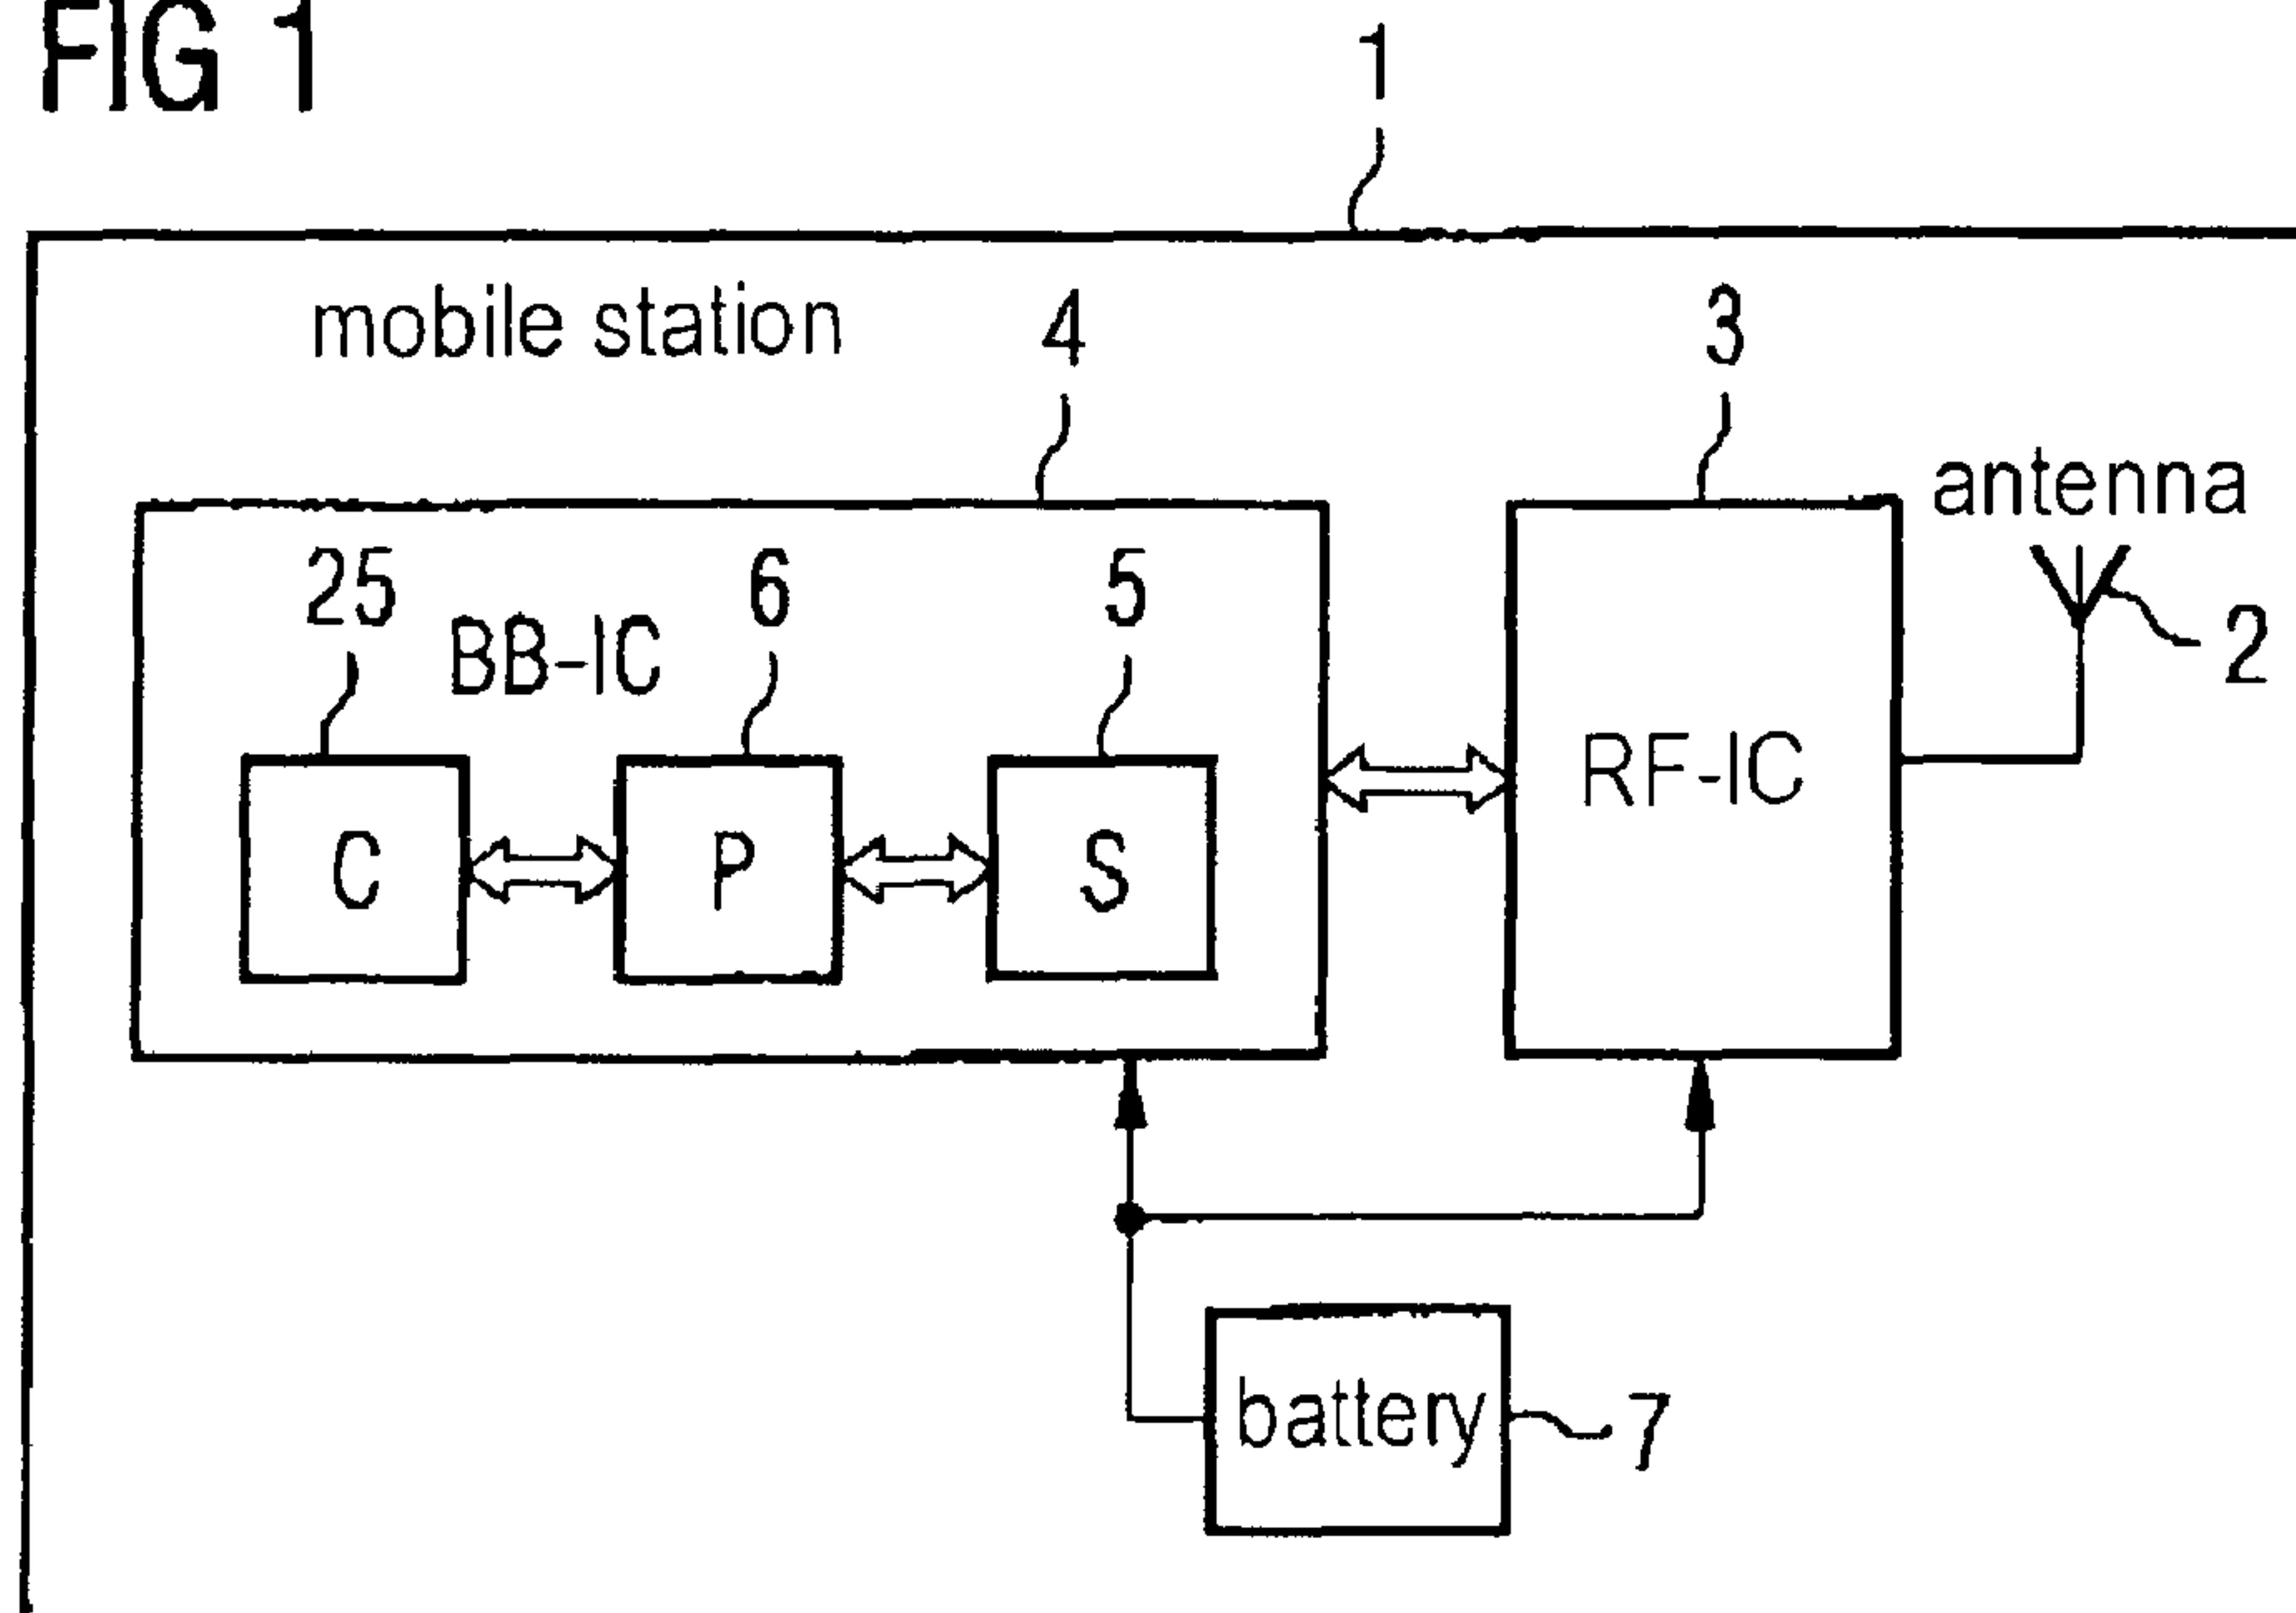 FIG 1
1
mobile station
4
3
antenna
25
6
5
2
BB-IC
RF-IC
C
P
S
battery
7